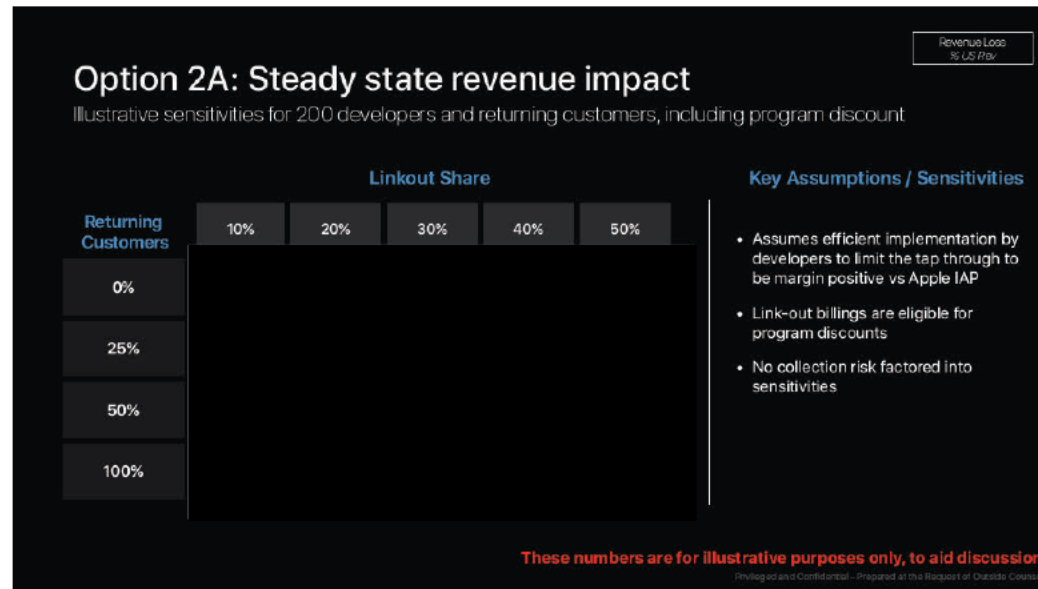 Revenue Loss
% US Rev
Option 2A: Steady state revenue impact
Illustrative sensitivities for 200 developers and returning customers, including program discount
Linkout Share
Key Assumptions / Sensitivities
Returning
Customers
10% 20% 30% 40% 50%
• Assumes efficient implementation by
developers to limit the tap through to
be margin positive vs Apple IAP
0%
• Link-out billings are eligible for
program discounts
25%
• No collection risk factored into
sensitivities
50%
100%
These numbers are for illustrative purposes only, to aid discussion
Privileged and Confidential – Prepared at the Request of Outside Counse